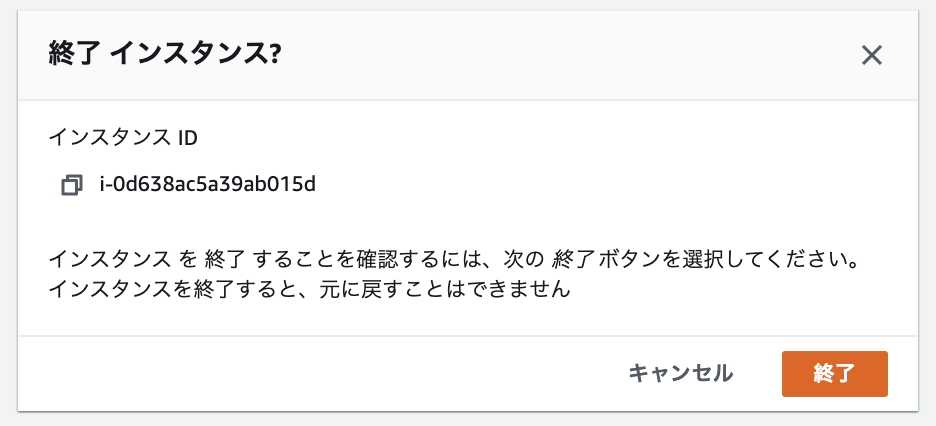 終了 インスタンス?
インスタンス ID
i-0d638ac5a39ab015d
インスタンス を 終了 することを確認するには、次の 終了 ボタンを選択してください。
インスタンスを終了すると、元に戻すことはできません
キャンセル
終了